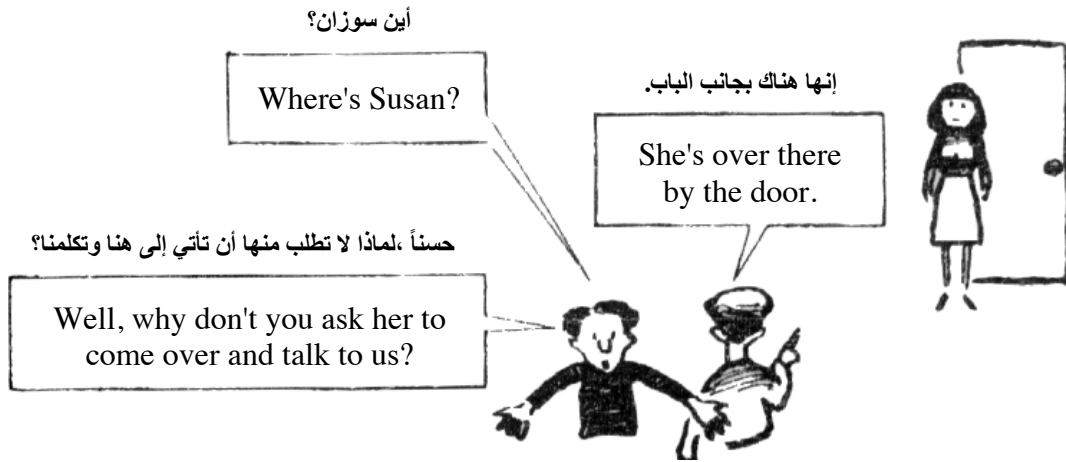 أين سوزان؟
Where's Susan?
إنها هناك بجانب الباب.
She's over there
by the door.
حسناً ،لماذا لا تطلب منها أن تأتي إلى هنا وتكلمنا؟
Well, why don't you ask her to
come over and talk to us?